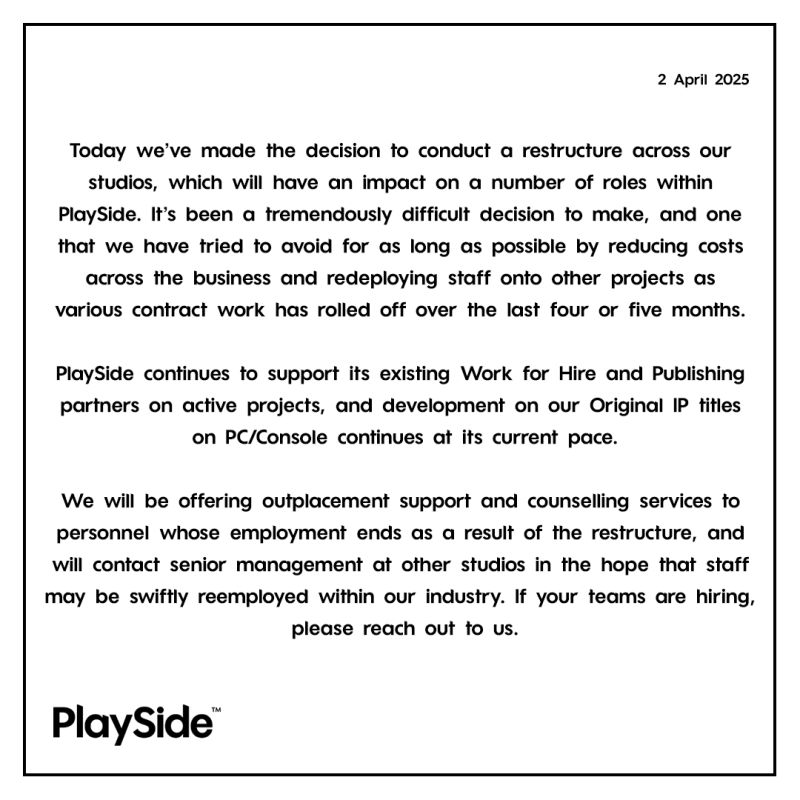 2 April 2025
Today we’ve made the decision to conduct a restructure across our
studios, which will have an impact on a number of roles within
PlaySide. It’s been a tremendously difficult decision to make, and one
that we have tried to avoid for as long as possible by reducing costs
across the business and redeploying staff onto other projects as
various contract work has rolled off over the last four or five months.
PlaySide continues to support its existing Work for Hire and Publishing
partners on active projects, and development on our Original IP titles
on PC/Console continues at its current pace.
We will be offering outplacement support and counselling services to
personnel whose employment ends as a result of the restructure, and
will contact senior management at other studios in the hope that staff
may be swiftly reemployed within our industry. If your teams are hiring,
please reach out to us.
PlaySide™